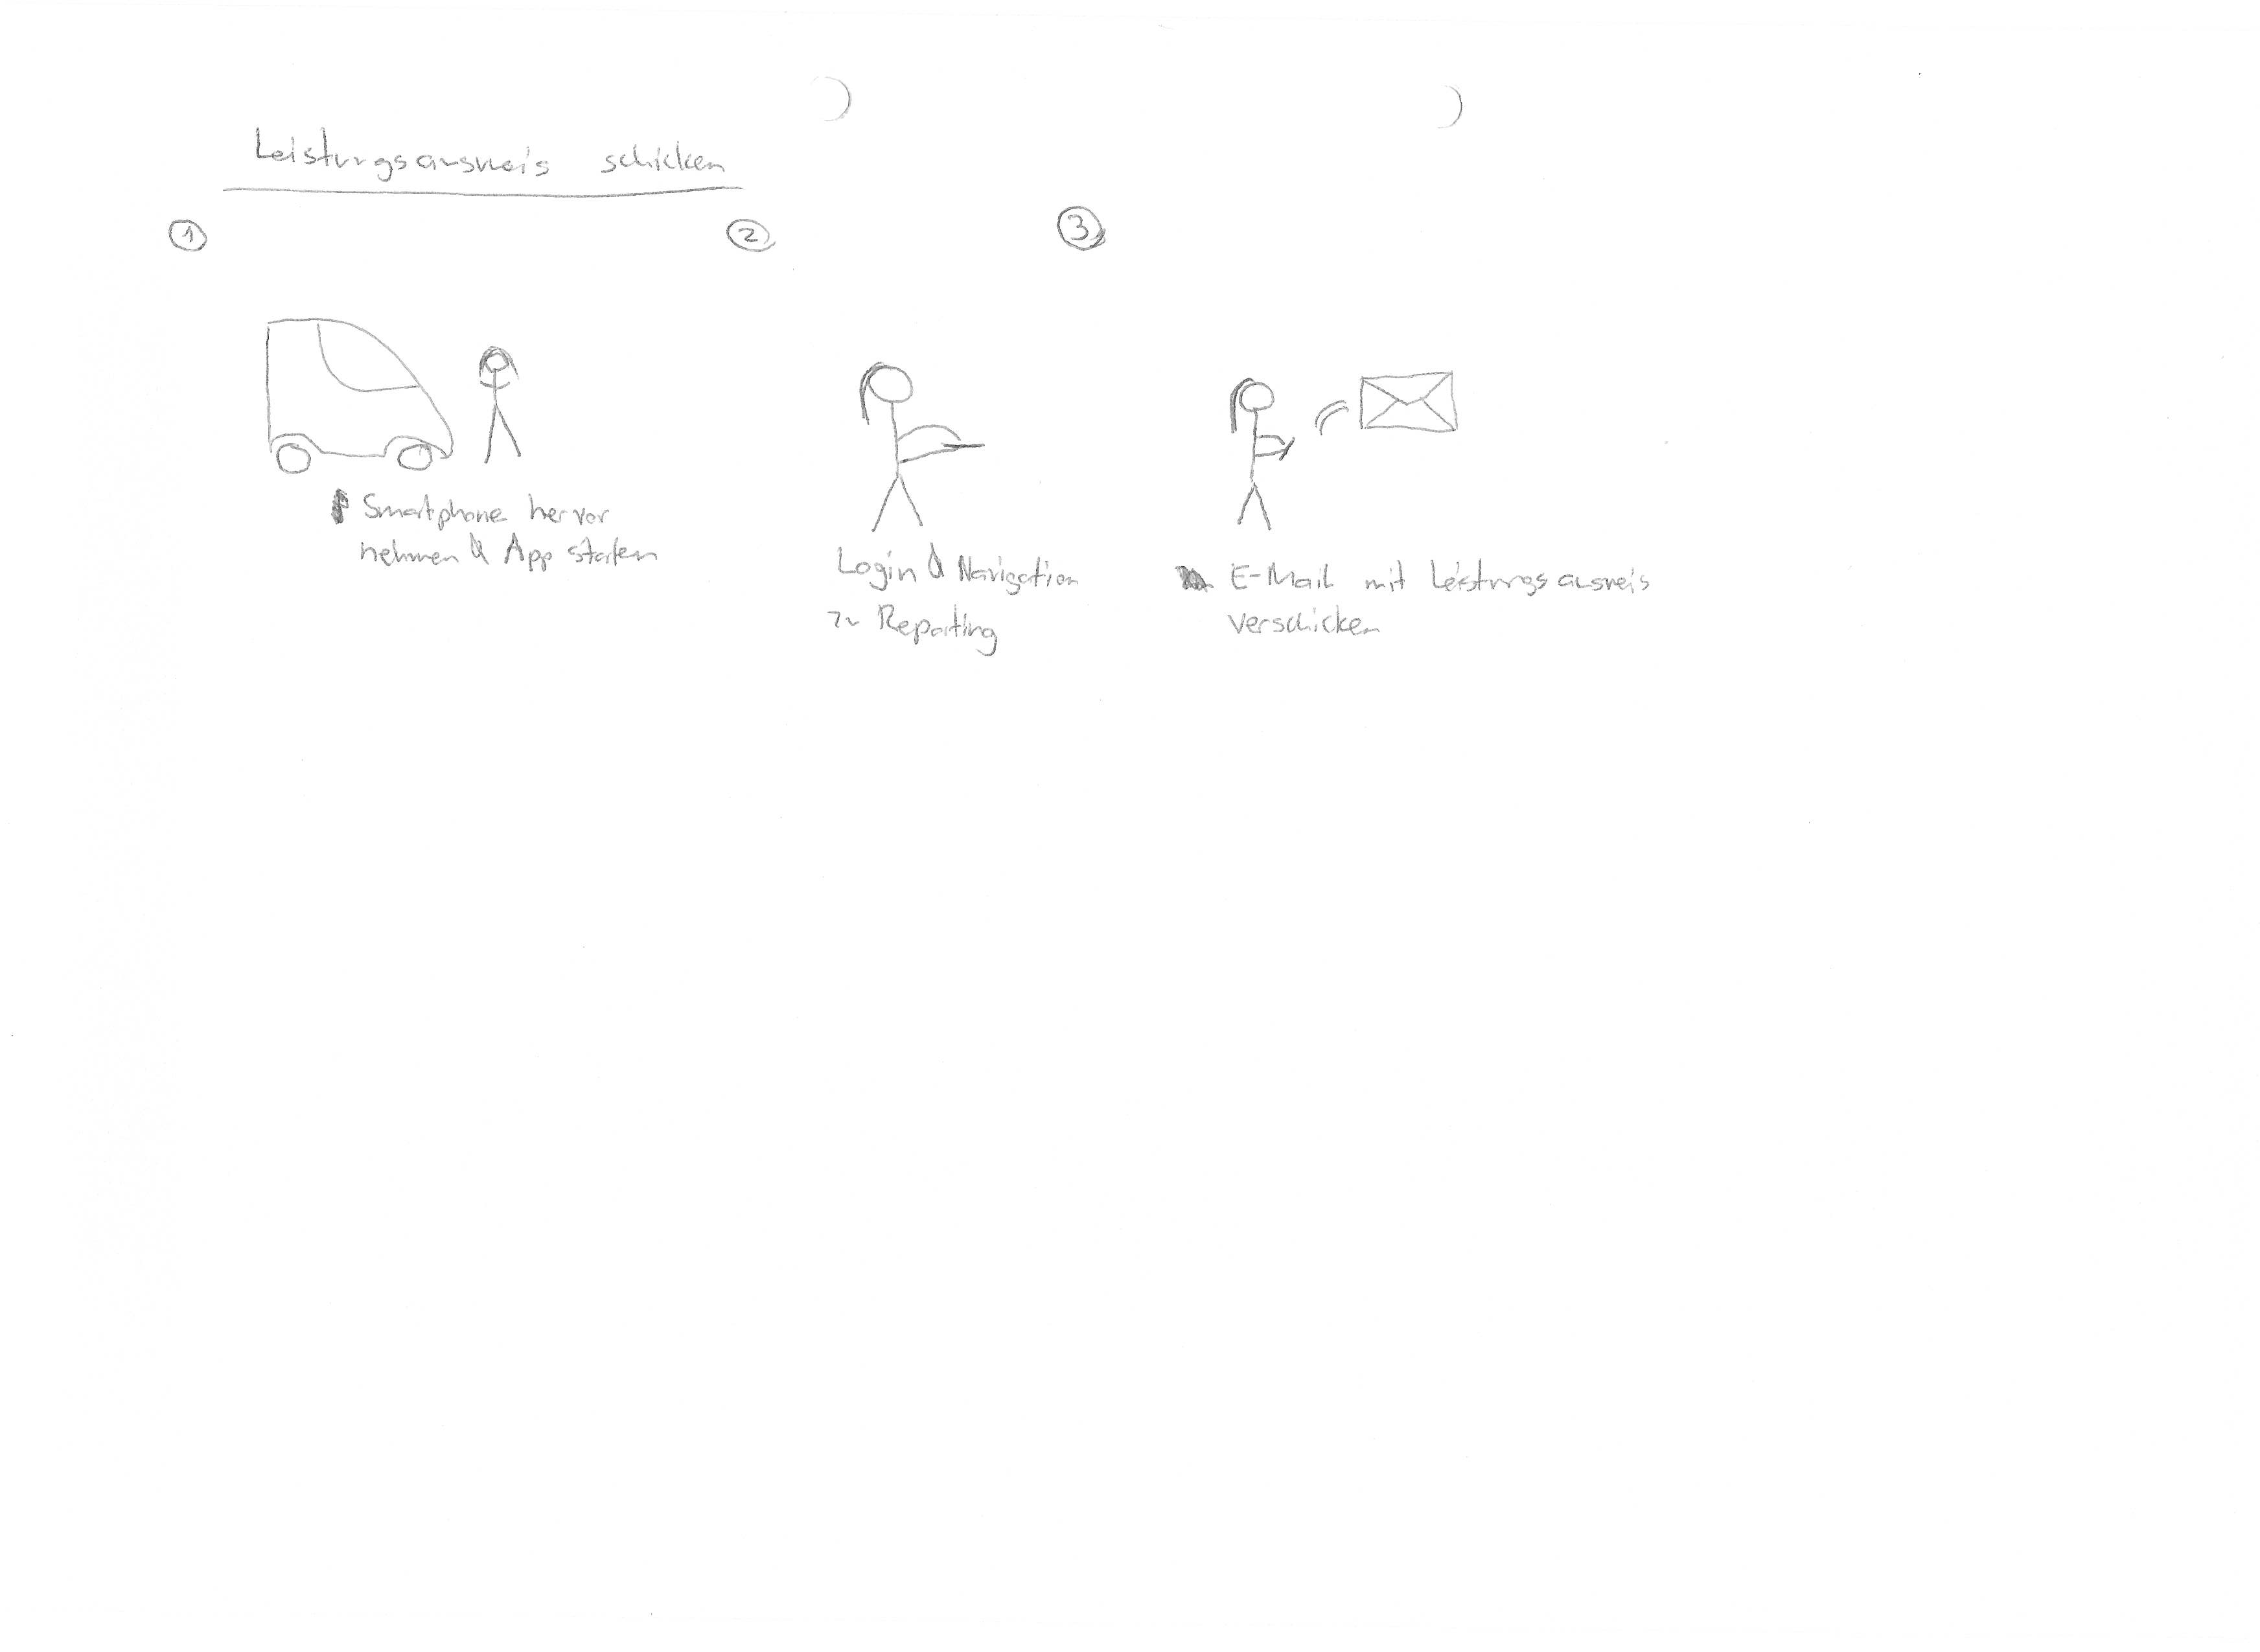 Leistungsausweis schicken
1
2
3
Smartphone hervor
nehmen & App starten
Login & Navigation
zu Reporting
E-Mail mit Leistungsausweis
verschicken